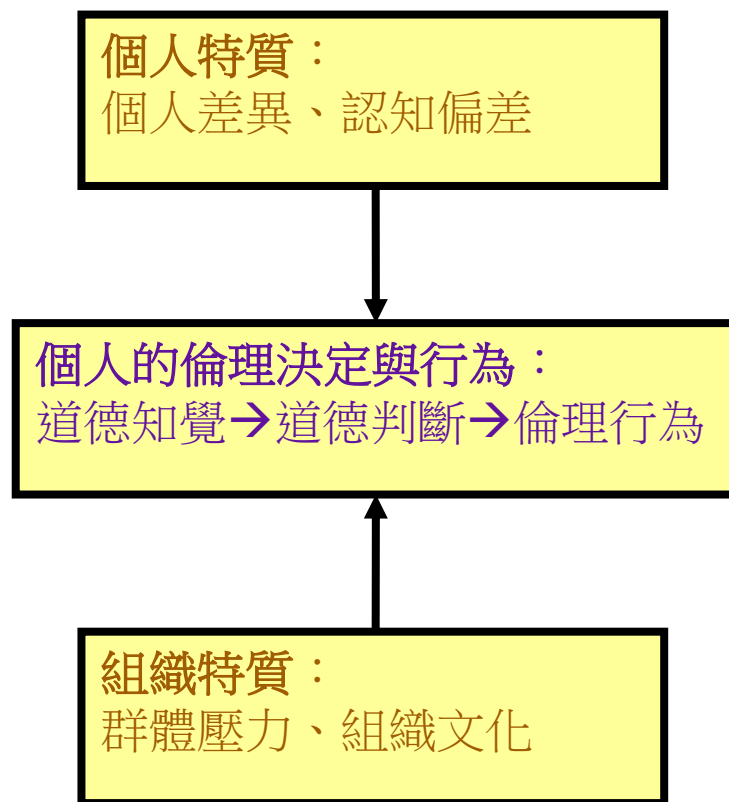 個人特質：
個人差異、認知偏差
個人的倫理決定與行為：
道德知覺→道德判斷→倫理行為
組織特質：
群體壓力、組織文化